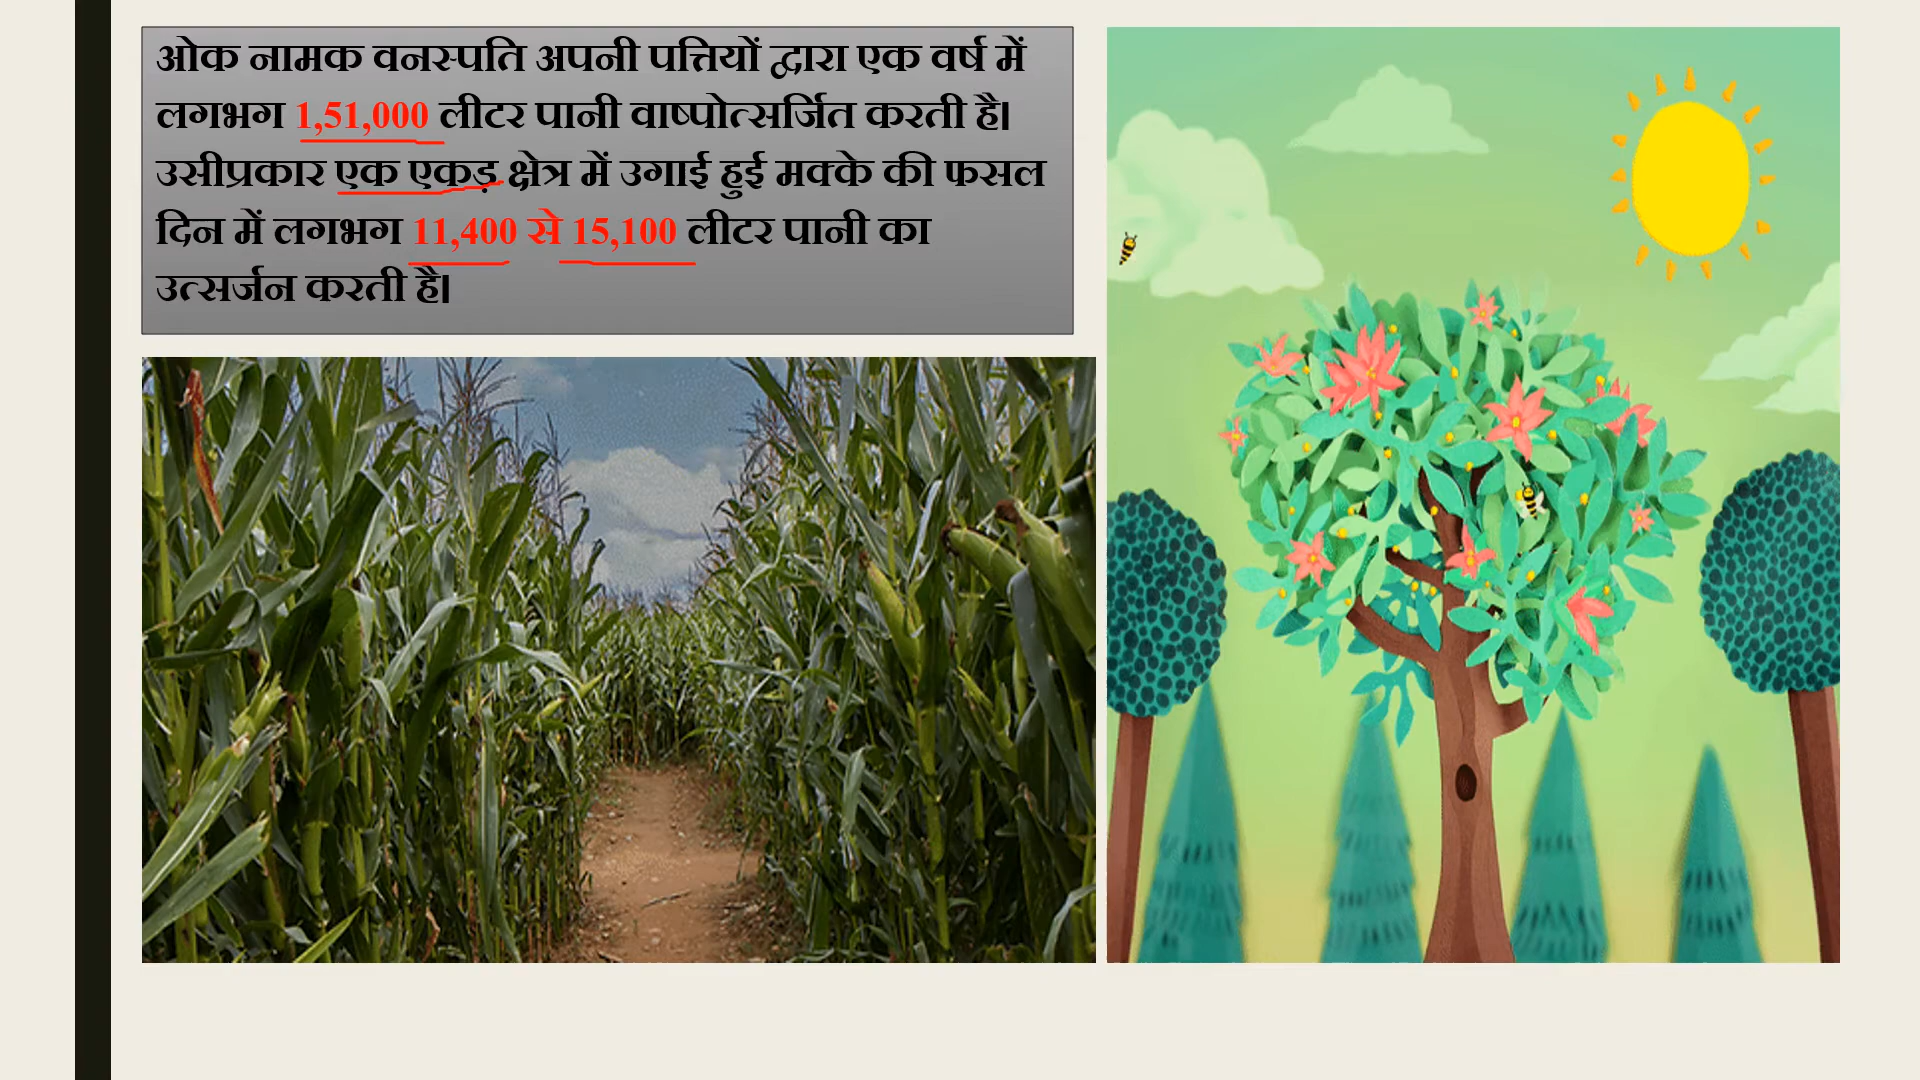 ओक नामक वनस्पति अपनी पत्तियों द्वारा एक वर्ष में
लगभग 1,51,000 लीटर पानी वाष्पोत्सर्जित करती है।
उसीप्रकार एक एकड़ क्षेत्र में उगाई हुई मक्के की फसल
दिन में लगभग 11,400 से 15,100 लीटर पानी का
उत्सर्जन करती है।